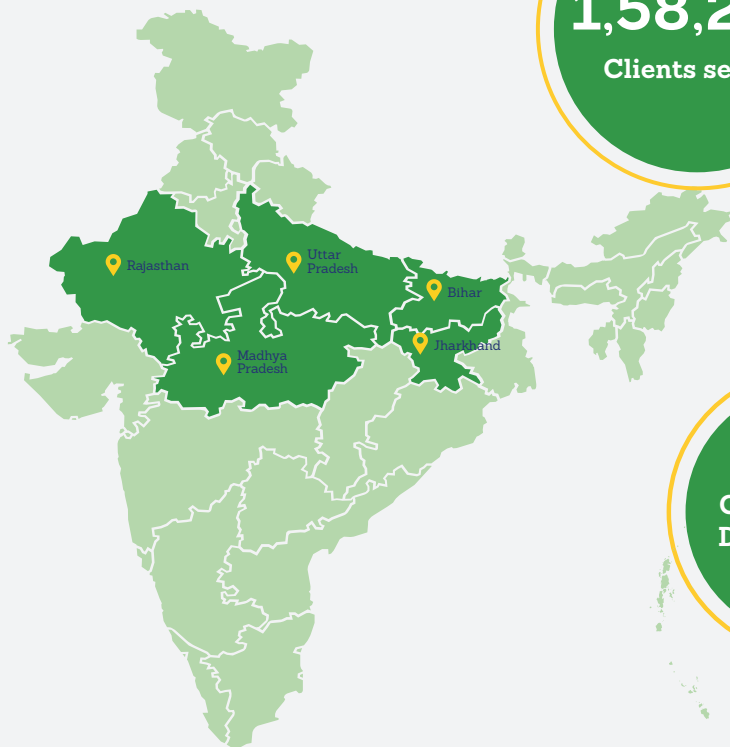 1,58,2
Clients se
Rajasthan
Uttar
Pradesh
Bihar
Jharkhand
Madhya
Pradesh